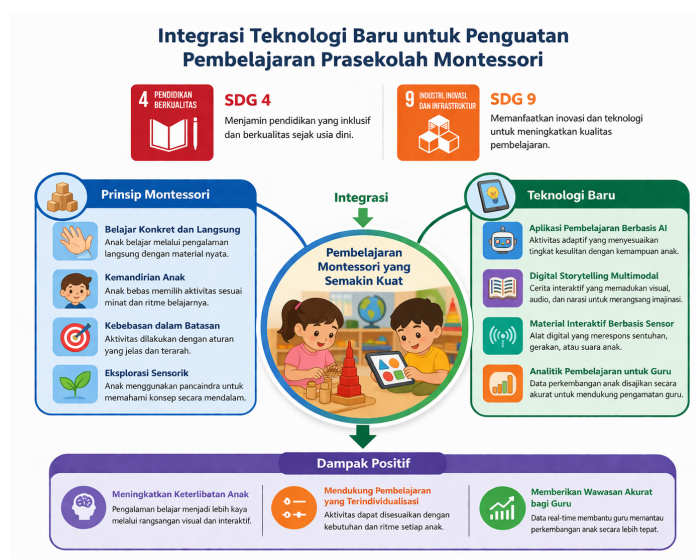 Integrasi Teknologi Baru untuk Penguatan
Pembelajaran Prasekolah Montessori
4 PENDIDIKAN
BERKUALITAS
SDG 4
Menjamin pendidikan yang inklusif
dan berkualitas sejak usia dini.
9 INDUSTRI, INOVASI
DAN INFRASTRUKTUR
SDG 9
Memanfaatkan inovasi dan teknologi
untuk meningkatkan kualitas
pembelajaran.
Prinsip Montessori
Belajar Konkret dan Langsung
Anak belajar melalui pengalaman
langsung dengan material nyata.
Kemandirian Anak
Anak bebas memilih aktivitas sesuai
minat dan ritme belajarnya.
Kebebasan dalam Batasan
Aktivitas dilakukan dengan aturan
yang jelas dan terarah.
Eksplorasi Sensorik
Anak menggunakan pancaindra untuk
memahami konsep secara mendalam.
Integrasi
Pembelajaran
Montessori yang
Semakin Kuat
Teknologi Baru
Aplikasi Pembelajaran Berbasis AI
Aktivitas adaptif yang menyesuaikan
tingkat kesulitan dengan kemampuan anak.
Digital Storytelling Multimodal
Cerita interaktif yang memadukan visual,
audio, dan narasi untuk merangsang imajinasi.
Material Interaktif Berbasis Sensor
Alat digital yang merespons sentuhan,
gerakan, atau suara anak.
Analitik Pembelajaran untuk Guru
Data perkembangan anak disajikan secara
akurat untuk mendukung pengamatan guru.
Dampak Positif
Meningkatkan Keterlibatan Anak
Pengalaman belajar menjadi lebih kaya
melalui rangsangan visual dan interaktif.
Mendukung Pembelajaran
yang Terindividualisasi
Aktivitas dapat disesuaikan dengan
kebutuhan dan ritme setiap anak.
Memberikan Wawasan Akurat
bagi Guru
Data real-time membantu guru memantau
perkembangan anak secara lebih tepat.